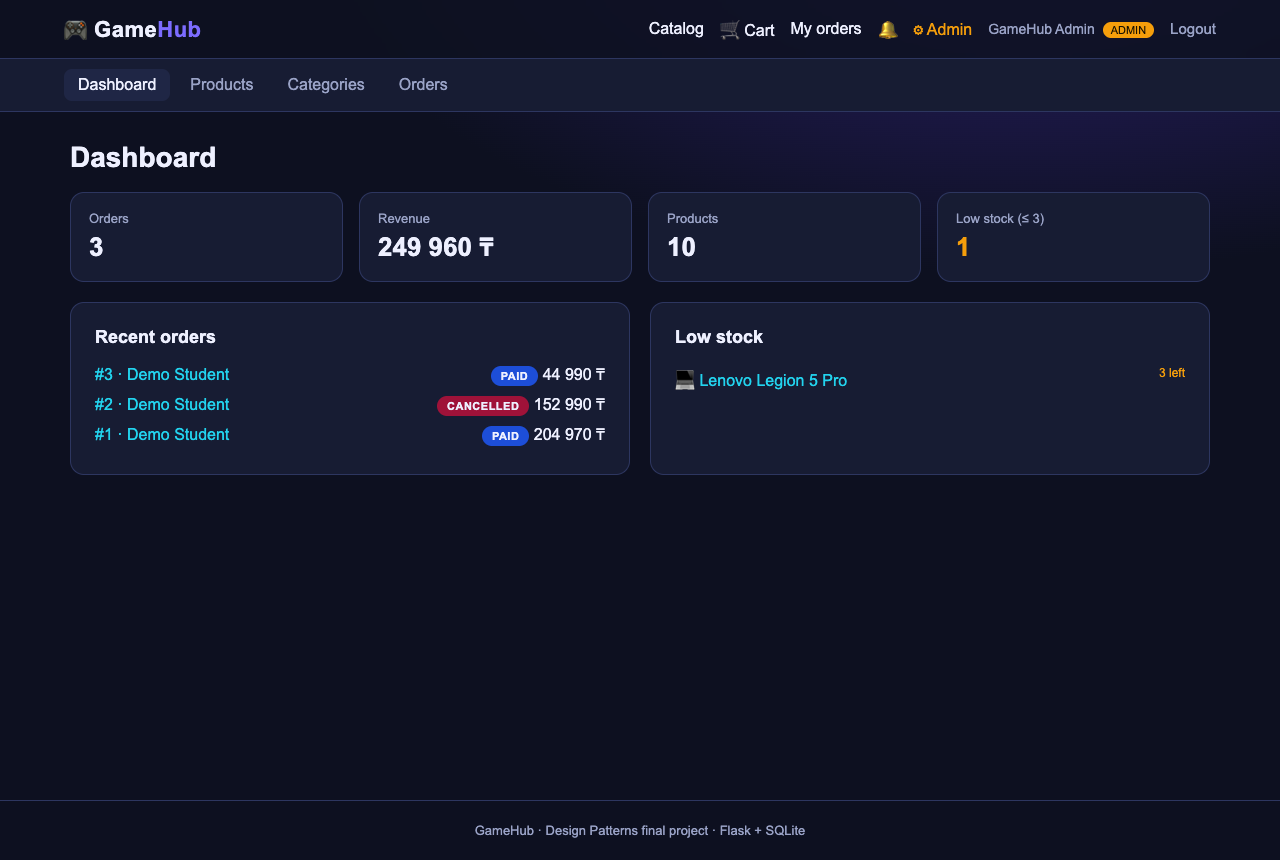 🎮 GameHub Catalog 🛒 Cart My orders 🔔 ⚙ Admin GameHub Admin ADMIN Logout
Dashboard Products Categories Orders
Dashboard
Orders Revenue Products Low stock (≤ 3)
3 249 960 ₸ 10 1
Recent orders
#3 · Demo Student PAID 44 990 ₸
#2 · Demo Student CANCELLED 152 990 ₸
#1 · Demo Student PAID 204 970 ₸
Low stock
💻 Lenovo Legion 5 Pro 3 left
GameHub · Design Patterns final project · Flask + SQLite